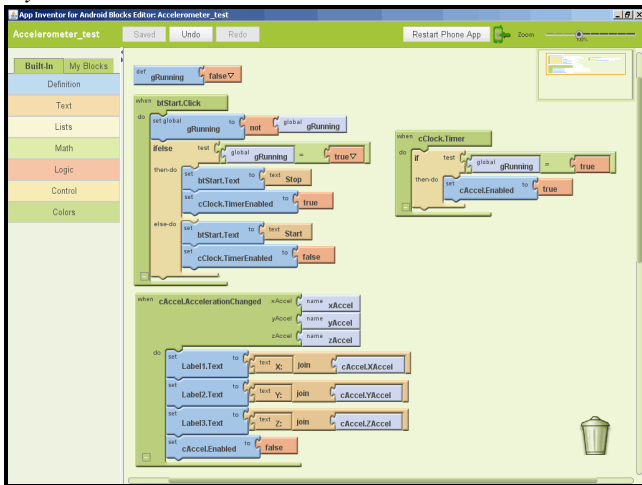 App Inventor for Android Blocks Editor: Accelerometer_test
Accelerometer_test Saved Undo Redo Restart Phone App Zoom
Built-In My Blocks
Definition
Text
Lists
Math
Logic
Control
Colors
def gRunning false
when btStart.Click
do set global gRunning to not global gRunning
ifelse test global gRunning = true
then-do set btStart.Text to text Stop
set cClock.TimerEnabled to true
else-do set btStart.Text to text Start
set cClock.TimerEnabled to false
when cClock.Timer
do if test global gRunning = true
then-do set cAccel.Enabled to true
when cAccel.AccelerationChanged xAccel name xAccel
yAccel name yAccel
zAccel name zAccel
do set Label1.Text to text X: join cAccel.XAccel
set Label2.Text to text Y: join cAccel.YAccel
set Label3.Text to text Z: join cAccel.ZAccel
set cAccel.Enabled to false